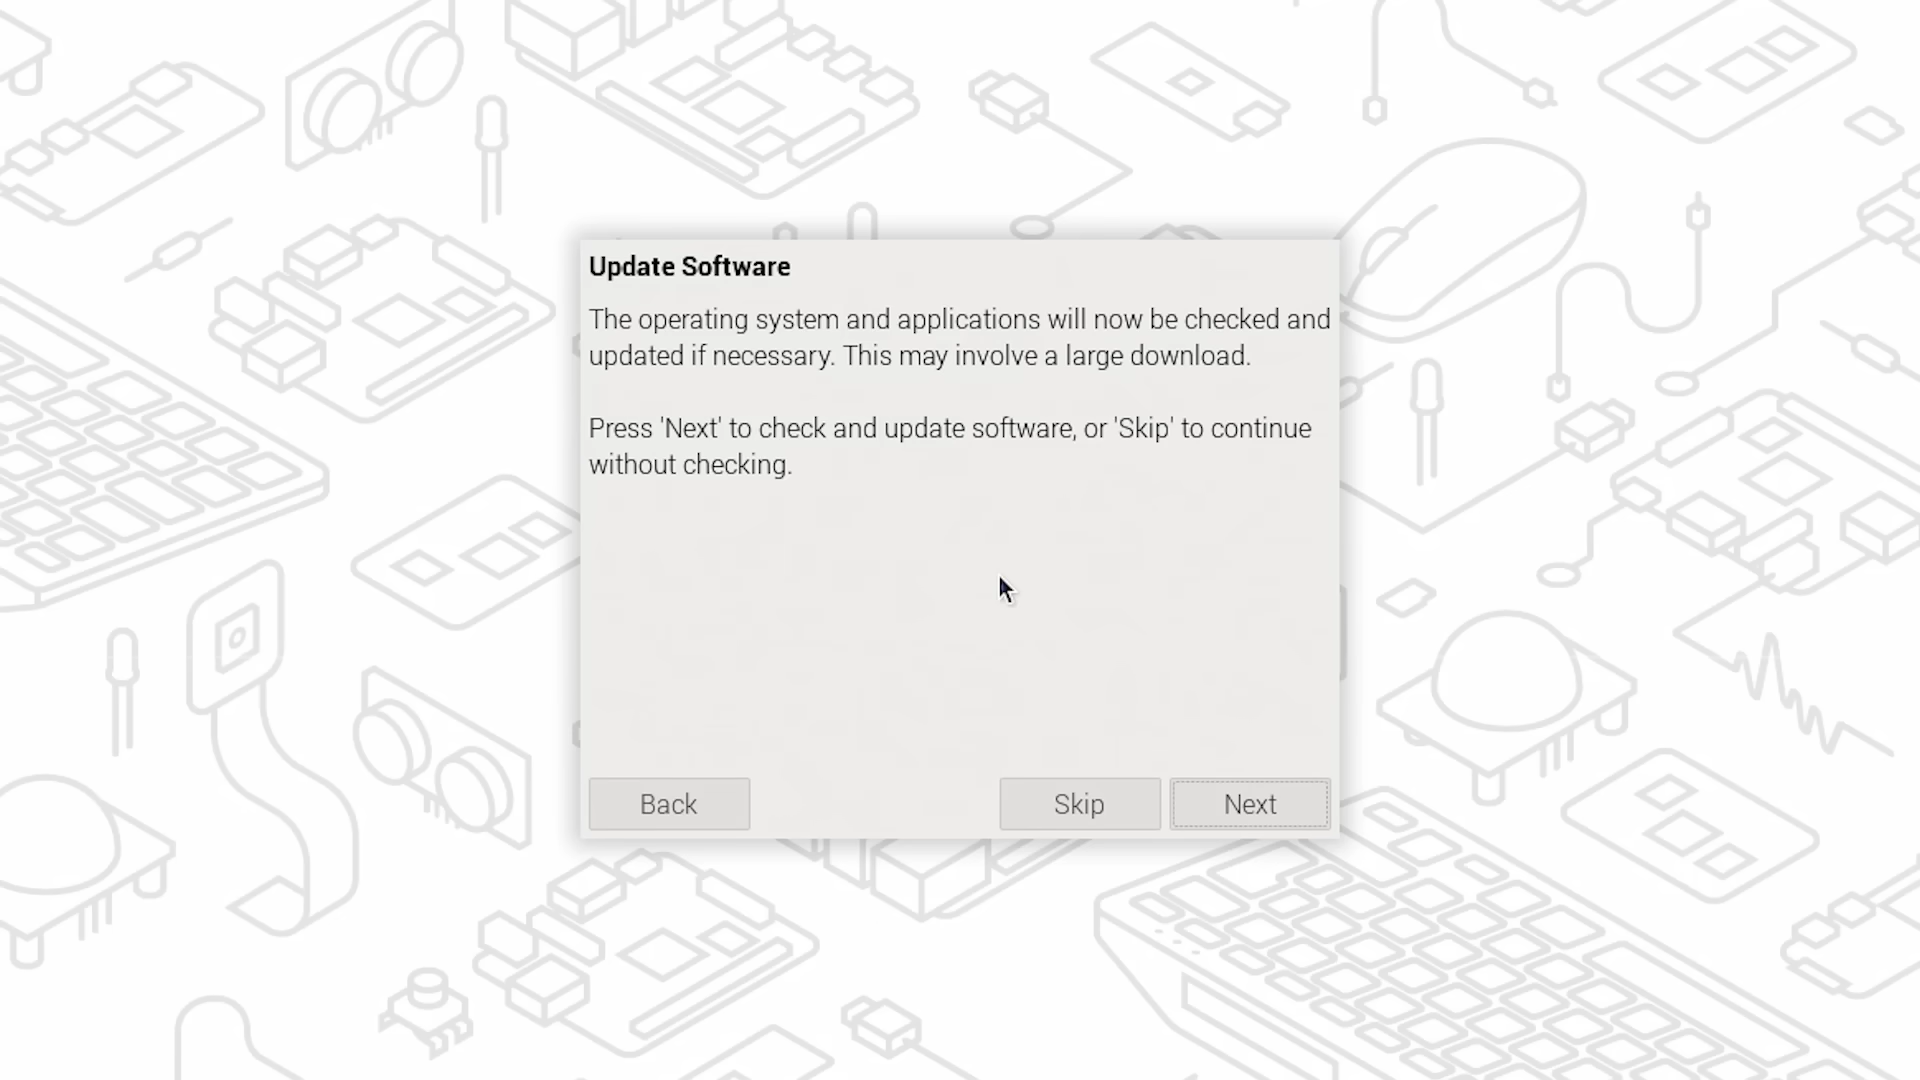 Update Software
The operating system and applications will now be checked and
updated if necessary. This may involve a large download.
Press 'Next' to check and update software, or 'Skip' to continue
without checking.
Back
Skip
Next